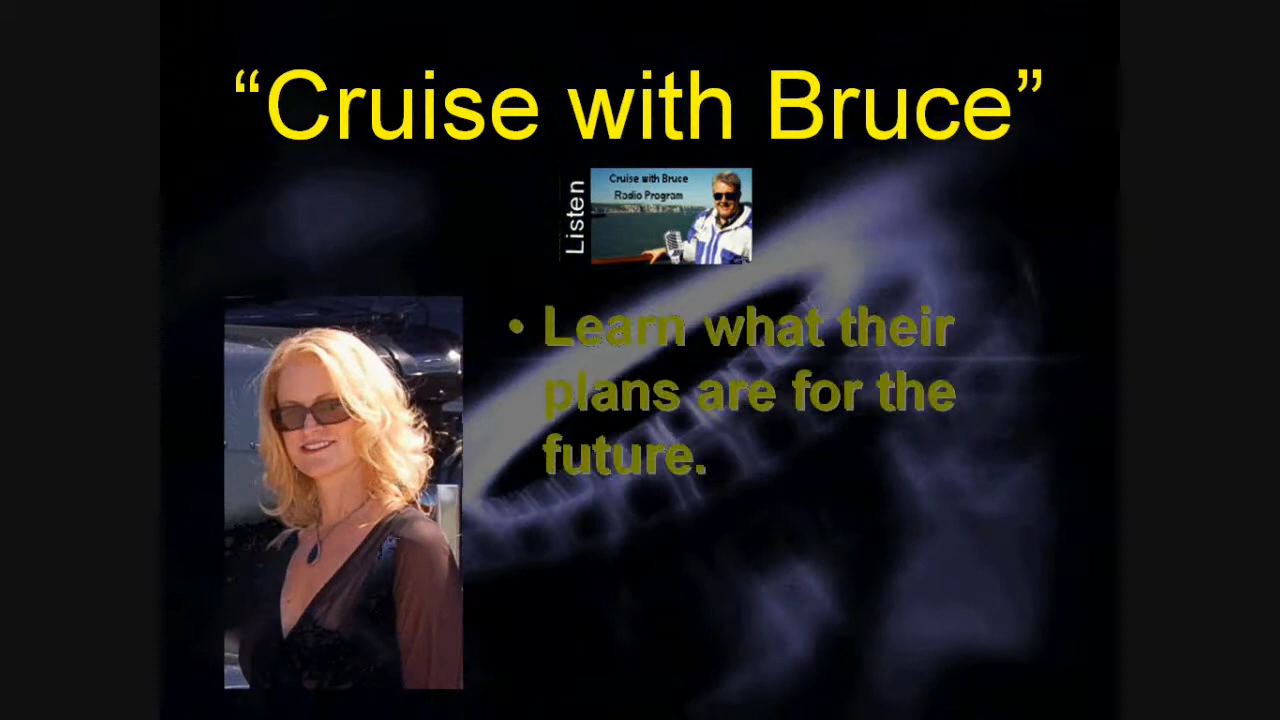 “Cruise with Bruce”
Listen
Cruise with Bruce
Radio Program
• Learn what their
plans are for the
future.